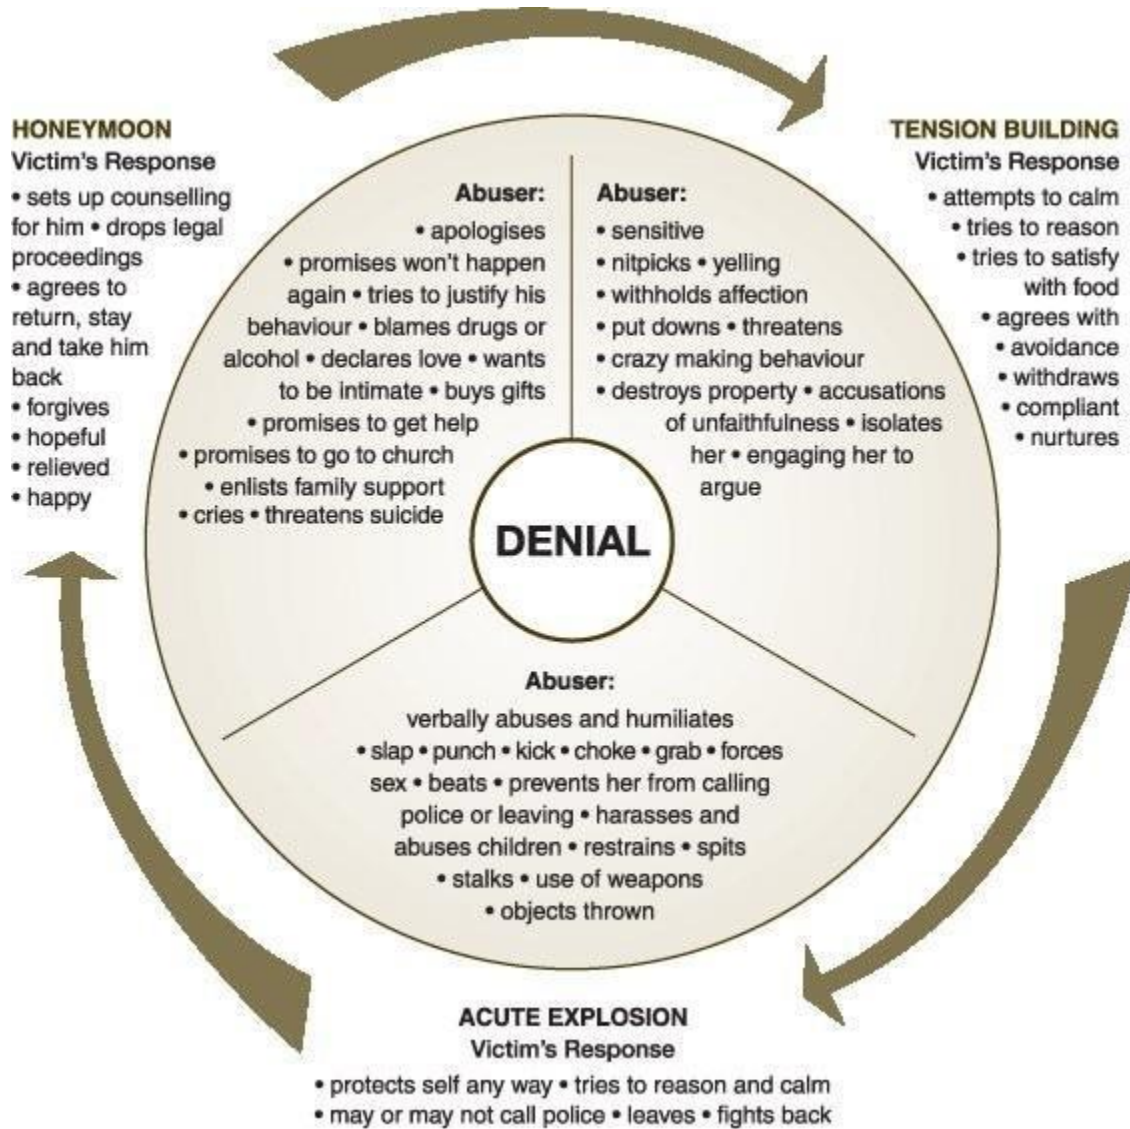 HONEYMOON
Victim's Response
• sets up counselling
for him • drops legal
proceedings
• agrees to
return, stay
and take him
back
• forgives
• hopeful
• relieved
• happy
Abuser:
• apologises
• promises won't happen
again • tries to justify his
behaviour • blames drugs or
alcohol • declares love • wants
to be intimate • buys gifts
• promises to get help
• promises to go to church
• enlists family support
• cries • threatens suicide
Abuser:
• sensitive
• nitpicks • yelling
• withholds affection
• put downs • threatens
• crazy making behaviour
• destroys property • accusations
of unfaithfulness • isolates
her • engaging her to
argue
TENSION BUILDING
Victim's Response
• attempts to calm
• tries to reason
• tries to satisfy
with food
• agrees with
• avoidance
• withdraws
• compliant
• nurtures
DENIAL
Abuser:
verbally abuses and humiliates
• slap • punch • kick • choke • grab • forces
sex • beats • prevents her from calling
police or leaving • harasses and
abuses children • restrains • spits
• stalks • use of weapons
• objects thrown
ACUTE EXPLOSION
Victim's Response
• protects self any way • tries to reason and calm
• may or may not call police • leaves • fights back